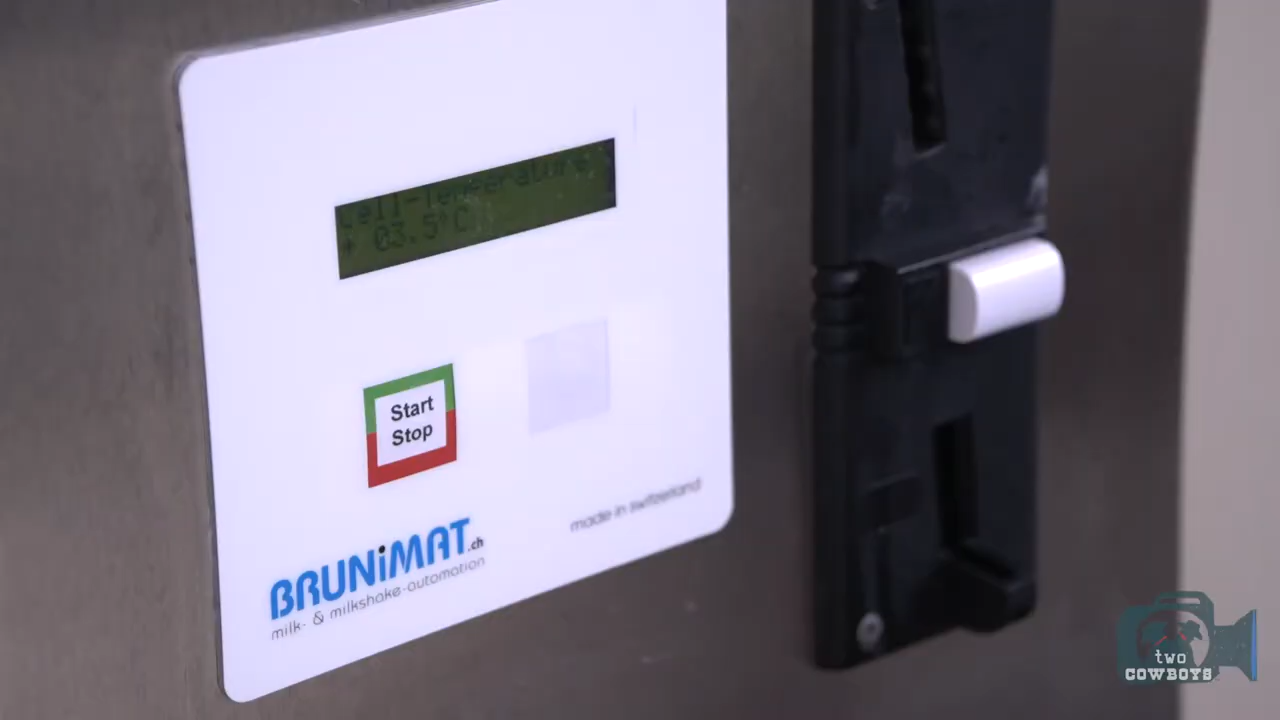 Cell-Temperature
+ 03.5°C
Start
Stop
BRUNiMAT.ch
milk- & milkshake-automation
made in switzerland
two
COWBOYS